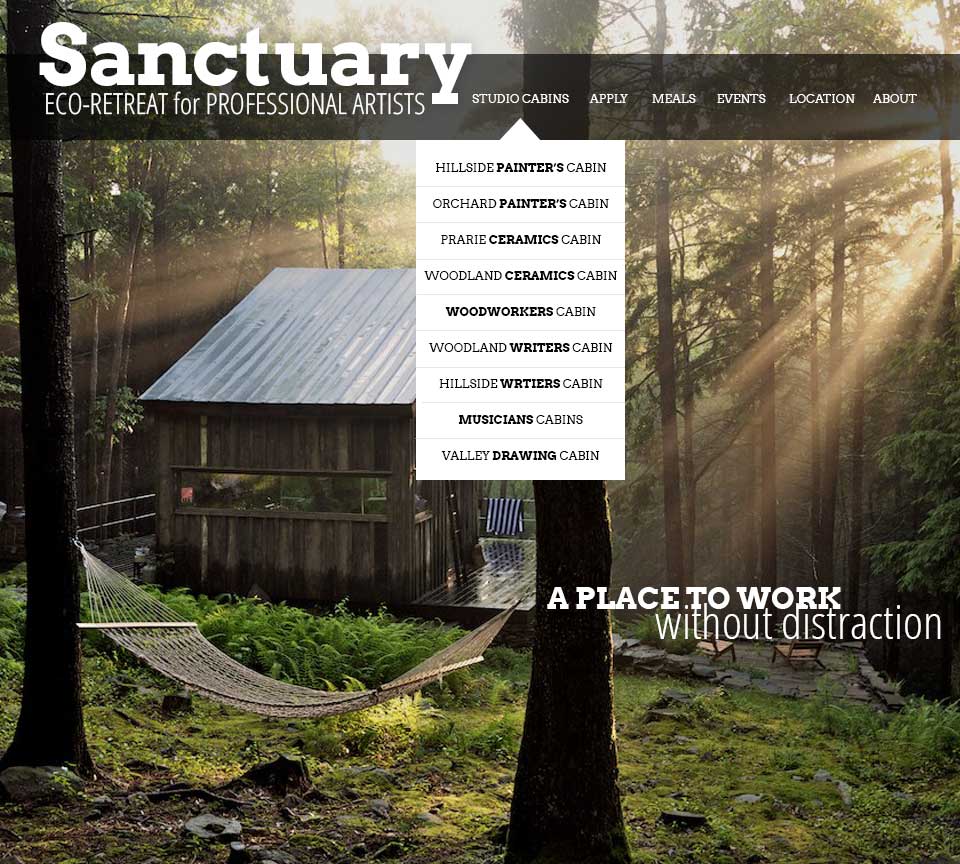 Sanctuary
ECO-RETREAT for PROFESSIONAL ARTISTS
STUDIO CABINS APPLY MEALS EVENTS LOCATION ABOUT
HILLSIDE PAINTER'S CABIN
ORCHARD PAINTER'S CABIN
PRARIE CERAMICS CABIN
WOODLAND CERAMICS CABIN
WOODWORKERS CABIN
WOODLAND WRITERS CABIN
HILLSIDE WRTIERS CABIN
MUSICIANS CABINS
VALLEY DRAWING CABIN
A PLACE TO WORK
without distraction